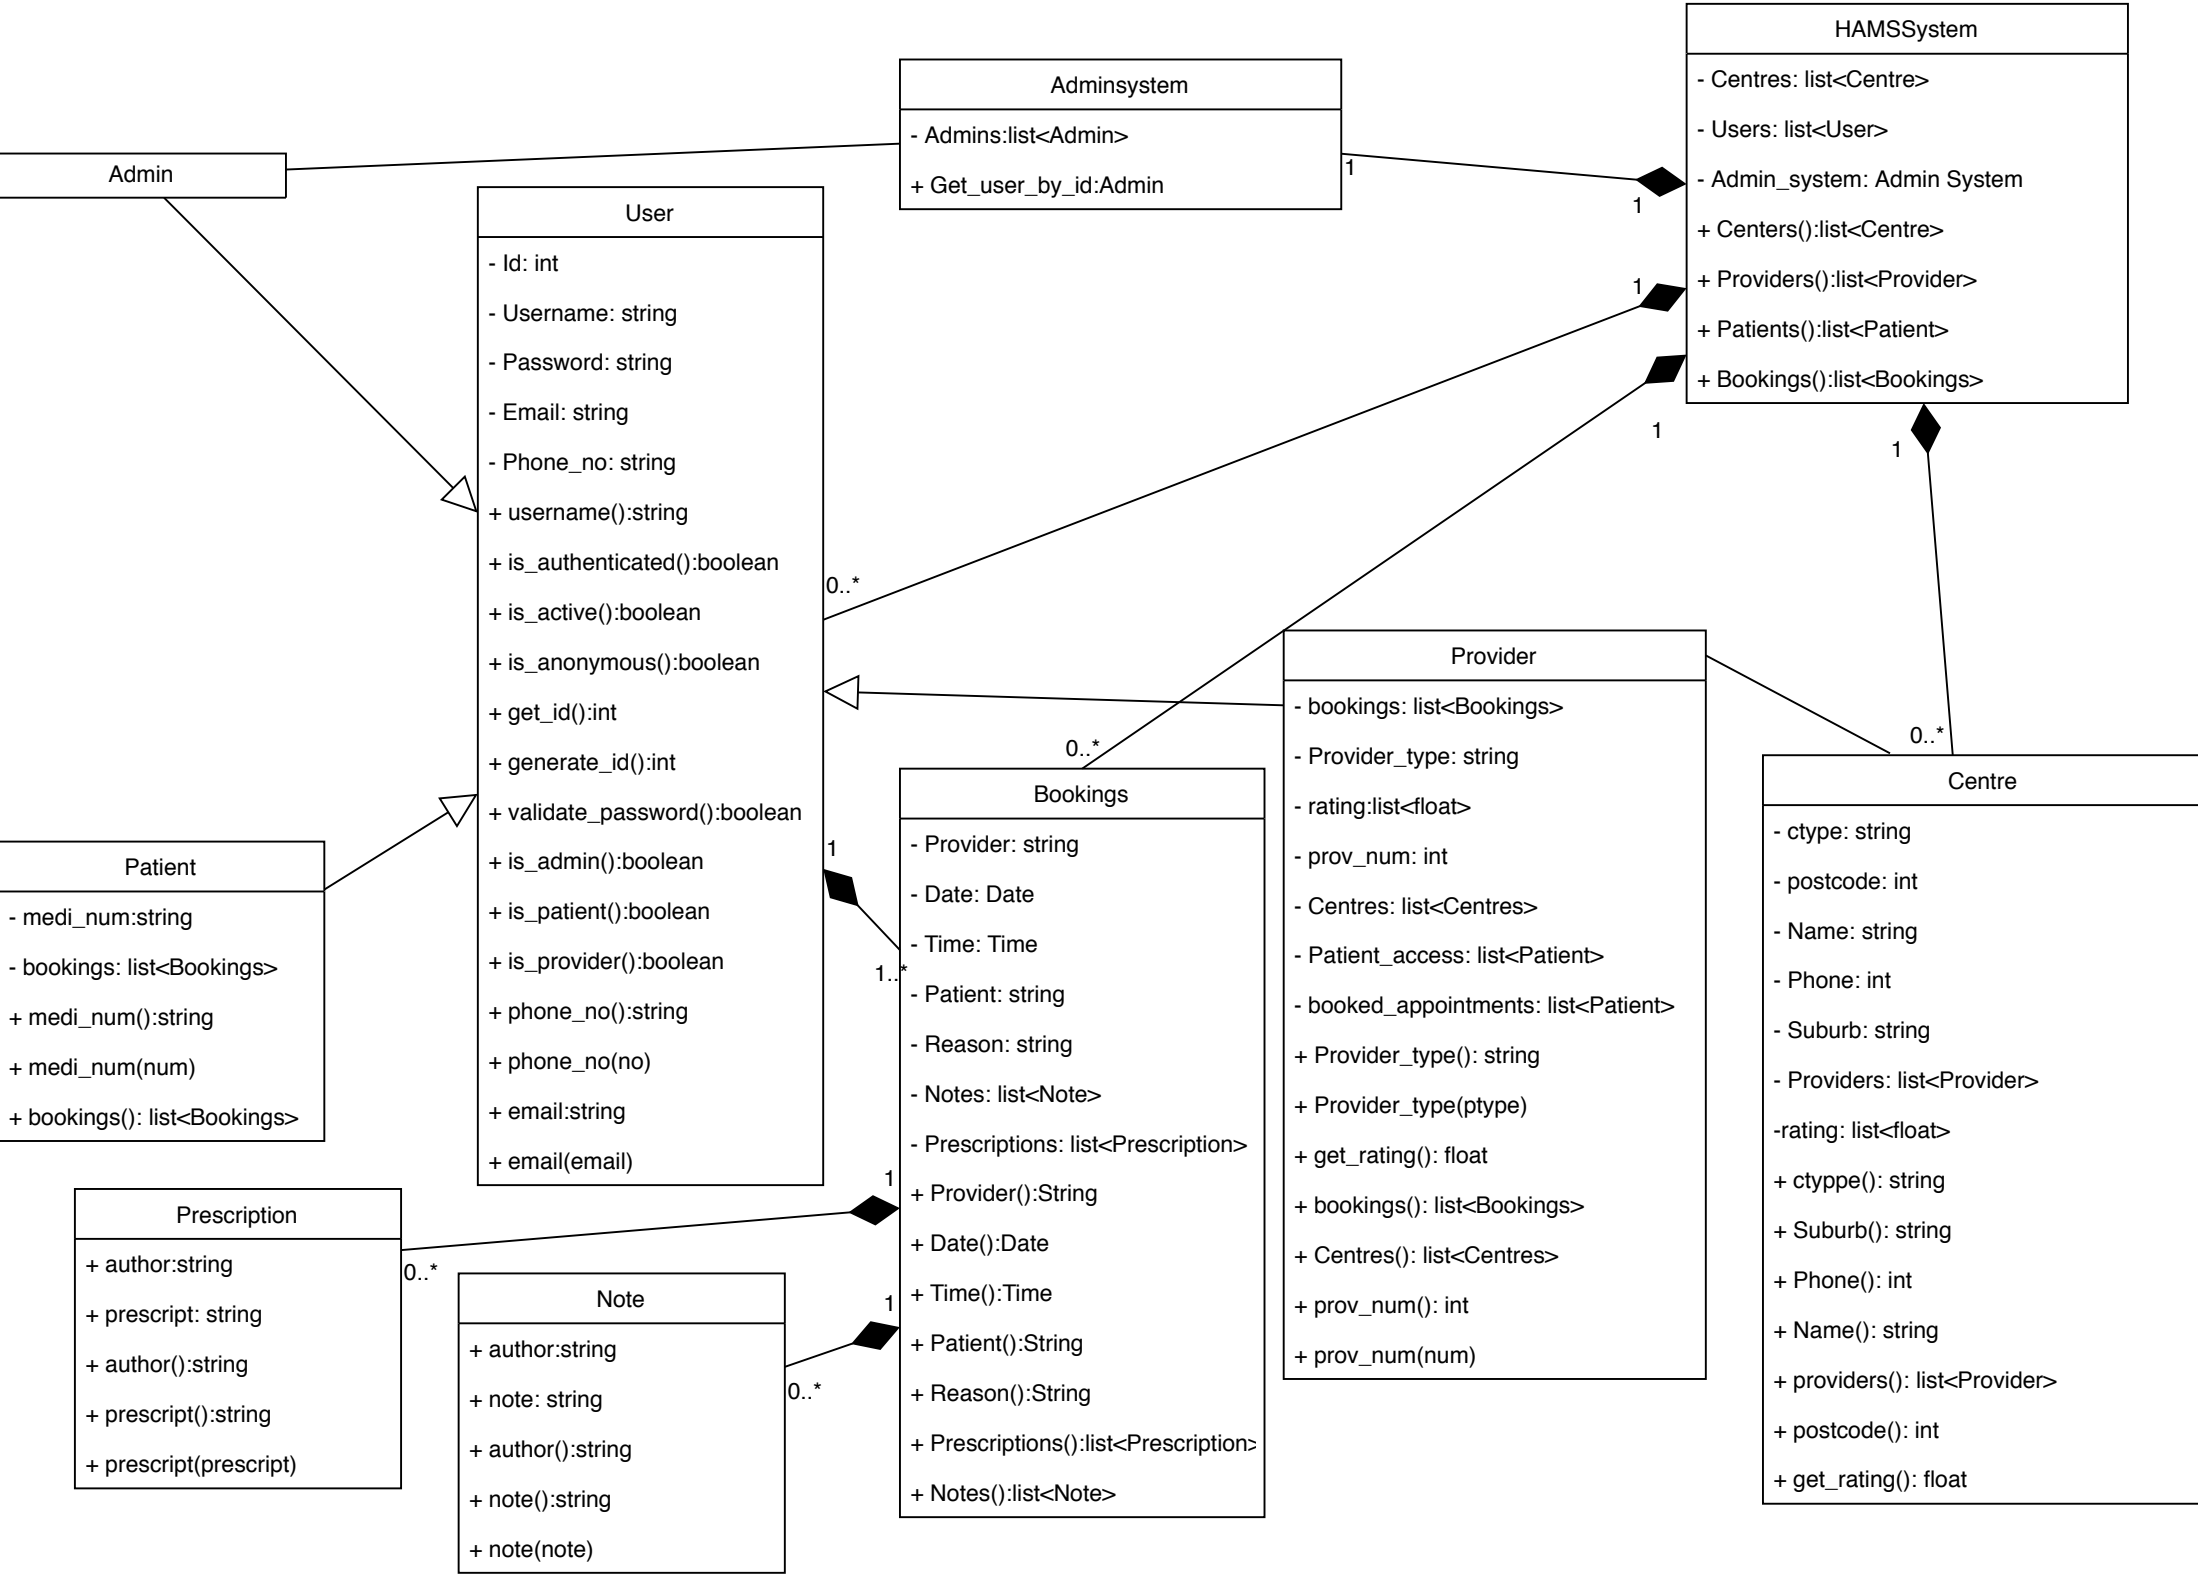 HAMSSystem
- Centres: list<Centre>
- Users: list<User>
- Admin_system: Admin System
+ Centers():list<Centre>
+ Providers():list<Provider>
+ Patients():list<Patient>
+ Bookings():list<Bookings>
Adminsystem
- Admins:list<Admin>
+ Get_user_by_id:Admin
1
1
1
0..*
1
0..*
1
0..*
Admin
User
- Id: int
- Username: string
- Password: string
- Email: string
- Phone_no: string
+ username():string
+ is_authenticated():boolean
+ is_active():boolean
+ is_anonymous():boolean
+ get_id():int
+ generate_id():int
+ validate_password():boolean
+ is_admin():boolean
+ is_patient():boolean
+ is_provider():boolean
+ phone_no():string
+ phone_no(no)
+ email:string
+ email(email)
1
1..*
Provider
- bookings: list<Bookings>
- Provider_type: string
- rating:list<float>
- prov_num: int
- Centres: list<Centres>
- Patient_access: list<Patient>
- booked_appointments: list<Patient>
+ Provider_type(): string
+ Provider_type(ptype)
+ get_rating(): float
+ bookings(): list<Bookings>
+ Centres(): list<Centres>
+ prov_num(): int
+ prov_num(num)
Centre
- ctype: string
- postcode: int
- Name: string
- Phone: int
- Suburb: string
- Providers: list<Provider>
-rating: list<float>
+ ctyppe(): string
+ Suburb(): string
+ Phone(): int
+ Name(): string
+ providers(): list<Provider>
+ postcode(): int
+ get_rating(): float
Bookings
- Provider: string
- Date: Date
- Time: Time
- Patient: string
- Reason: string
- Notes: list<Note>
- Prescriptions: list<Prescription>
+ Provider():String
+ Date():Date
+ Time():Time
+ Patient():String
+ Reason():String
+ Prescriptions():list<Prescription>
+ Notes():list<Note>
1
0..*
1
0..*
Patient
- medi_num:string
- bookings: list<Bookings>
+ medi_num():string
+ medi_num(num)
+ bookings(): list<Bookings>
Prescription
+ author:string
+ prescript: string
+ author():string
+ prescript():string
+ prescript(prescript)
Note
+ author:string
+ note: string
+ author():string
+ note():string
+ note(note)